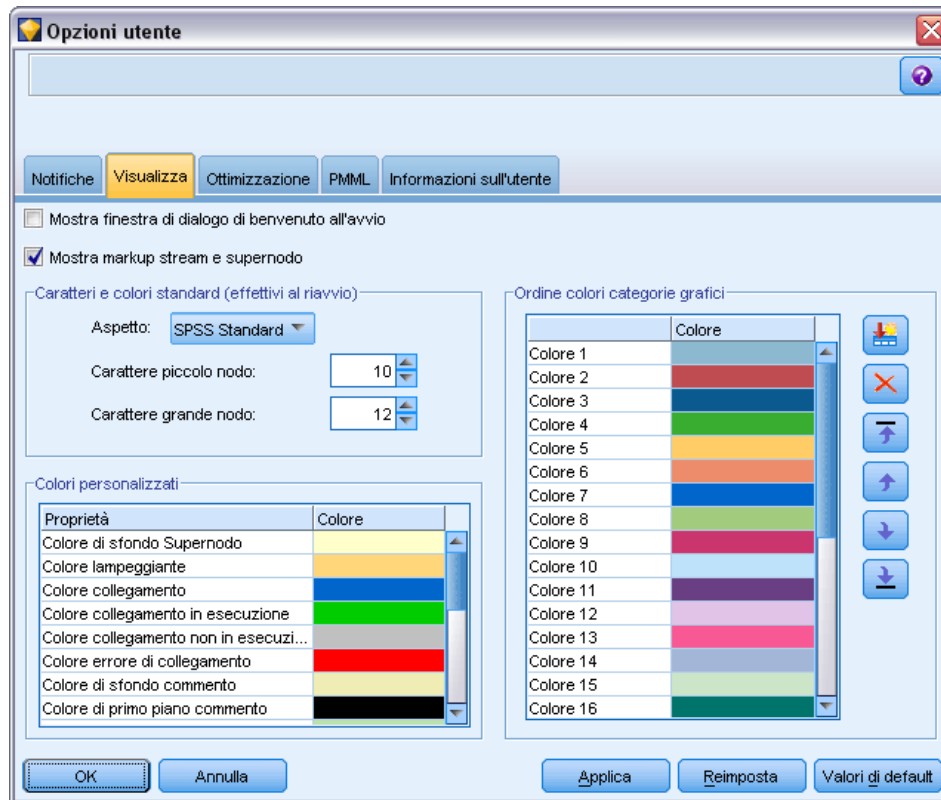 Opzioni utente
Notifiche
Visualizza
Ottimizzazione
PMML
Informazioni sull'utente
Mostra finestra di dialogo di benvenuto all'avvio
Mostra markup stream e supernodo
Caratteri e colori standard (effettivi al riavvio)
Aspetto: SPSS Standard
Carattere piccolo nodo: 10
Carattere grande nodo: 12
Colori personalizzati
Proprietà Colore
Colore di sfondo Supernodo
Colore lampeggiante
Colore collegamento
Colore collegamento in esecuzione
Colore collegamento non in esecuzi...
Colore errore di collegamento
Colore di sfondo commento
Colore di primo piano commento
Ordine colori categorie grafici
Colore
Colore 1
Colore 2
Colore 3
Colore 4
Colore 5
Colore 6
Colore 7
Colore 8
Colore 9
Colore 10
Colore 11
Colore 12
Colore 13
Colore 14
Colore 15
Colore 16
OK
Annulla
Applica
Reimposta
Valori di default